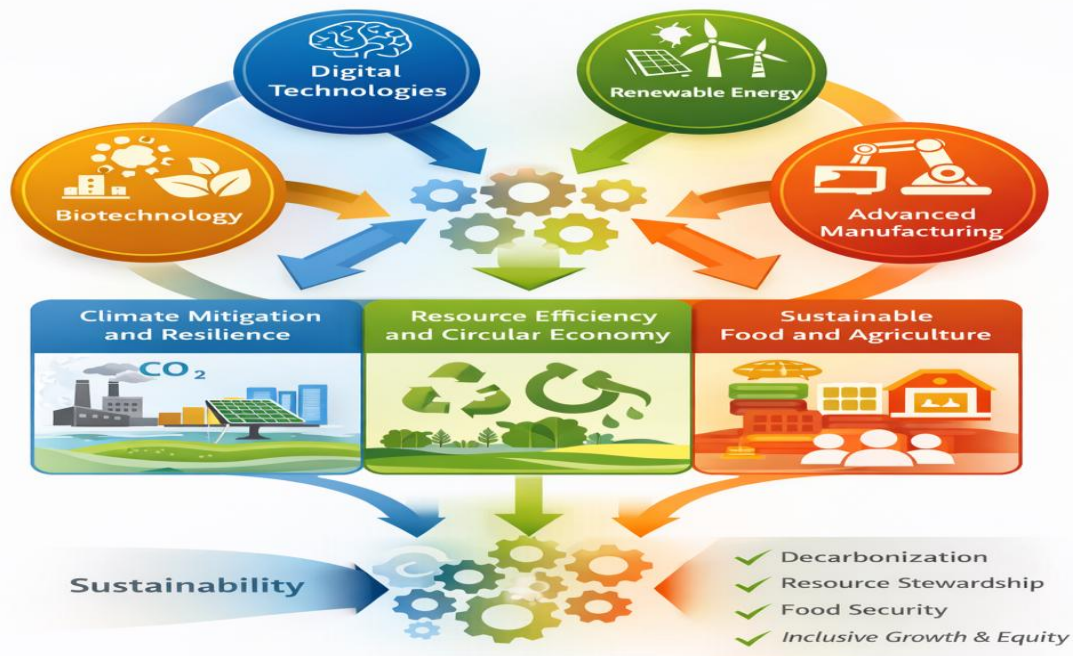 Digital
Technologies
Renewable Energy
Biotechnology
Advanced
Manufacturing
Climate Mitigation
and Resilience
Resource Efficiency
and Circular Economy
Sustainable
Food and Agriculture
CO₂
Sustainability
Decarbonization
Resource Stewardship
Food Security
Inclusive Growth & Equity